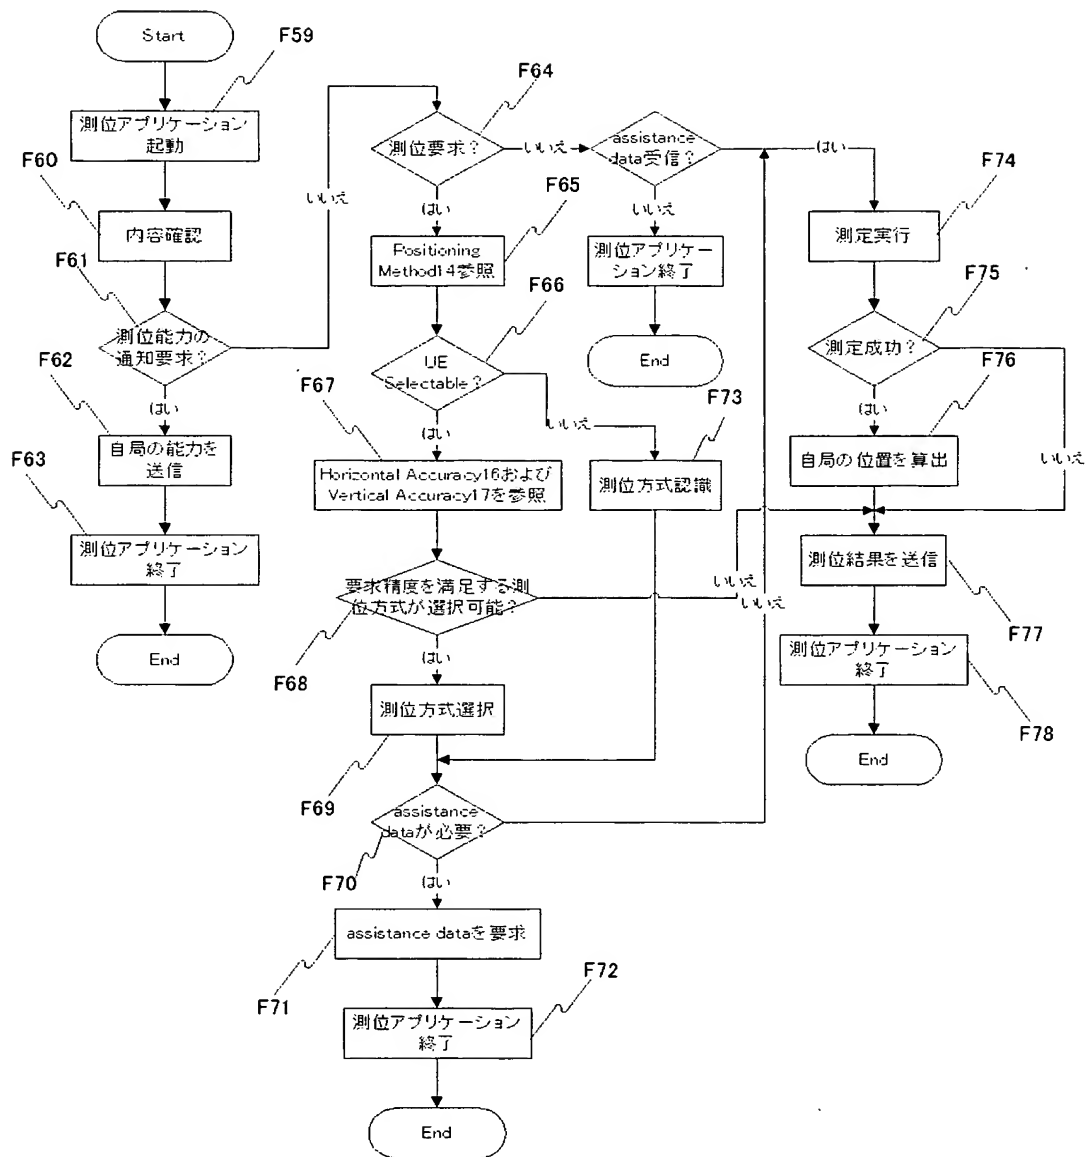 Start
F59
測位アプリケーション
起動
F60
内容確認
F61
測位能力の
通知要求？
いいえ
F62
はい
自局の能力を
送信
F63
測位アプリケーション
終了
End
F64
測位要求？
いいえ
はい
F65
Positioning
Method14参照
F66
UE
Selectable？
いいえ
はい
F67
Horizontal Accuracy16および
Vertical Accuracy17を参照
要求精度を満足する測
位方式が選択可能？
いいえ
F68
はい
測位方式選択
F69
assistance
dataが必要？
いいえ
F70
はい
assistance dataを要求
F71
F72
測位アプリケーション
終了
End
assistance
data受信？
はい
いいえ
測位アプリケー
ション終了
End
F73
測位方式認識
F74
測定実行
F75
測定成功？
はい
いいえ
F76
自局の位置を算出
測位結果を送信
F77
測位アプリケーション
終了
F78
End